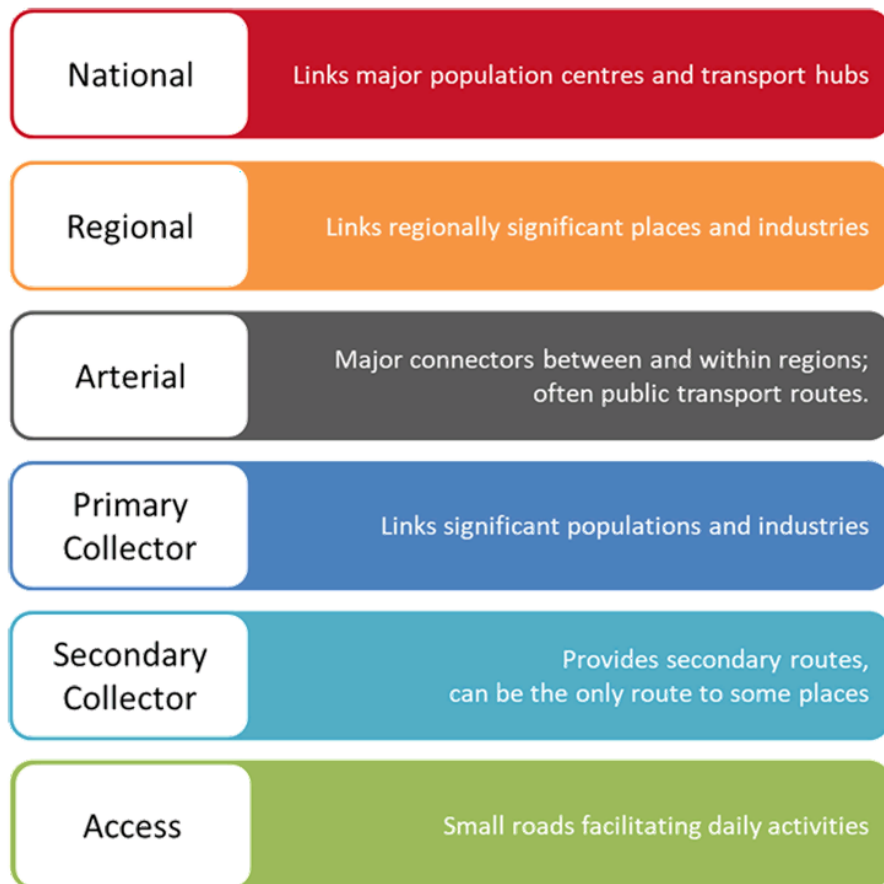 National
Links major population centres and transport hubs
Regional
Links regionally significant places and industries
Arterial
Major connectors between and within regions;
often public transport routes.
Primary
Collector
Links significant populations and industries
Secondary
Collector
Provides secondary routes,
can be the only route to some places
Access
Small roads facilitating daily activities